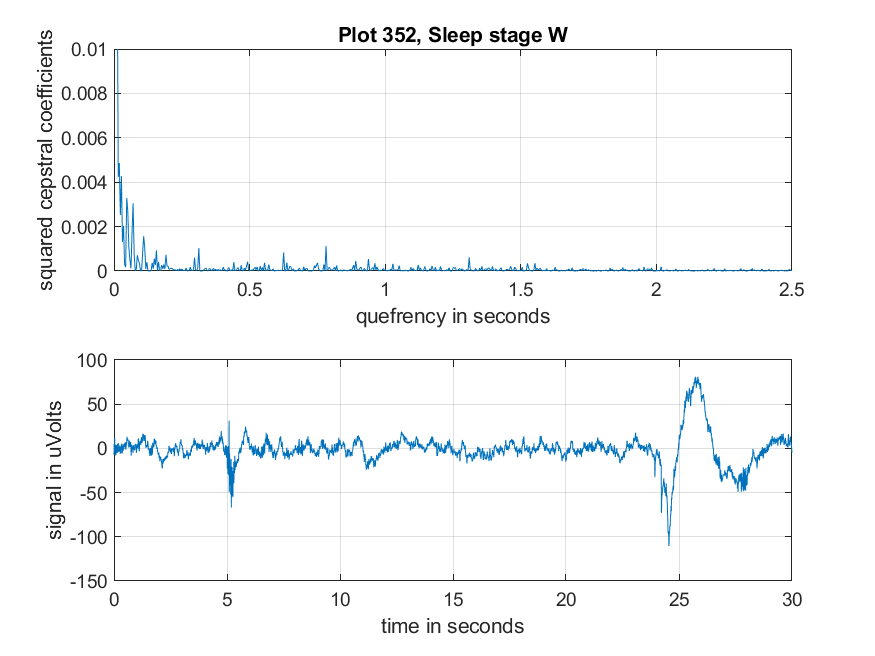 Plot 352, Sleep stage W
squared cepstral coefficients
0.01
0.008
0.006
0.004
0.002
0
0 0.5 1 1.5 2 2.5
quefrency in seconds
signal in uVolts
100
50
0
-50
-100
-150
0 5 10 15 20 25 30
time in seconds